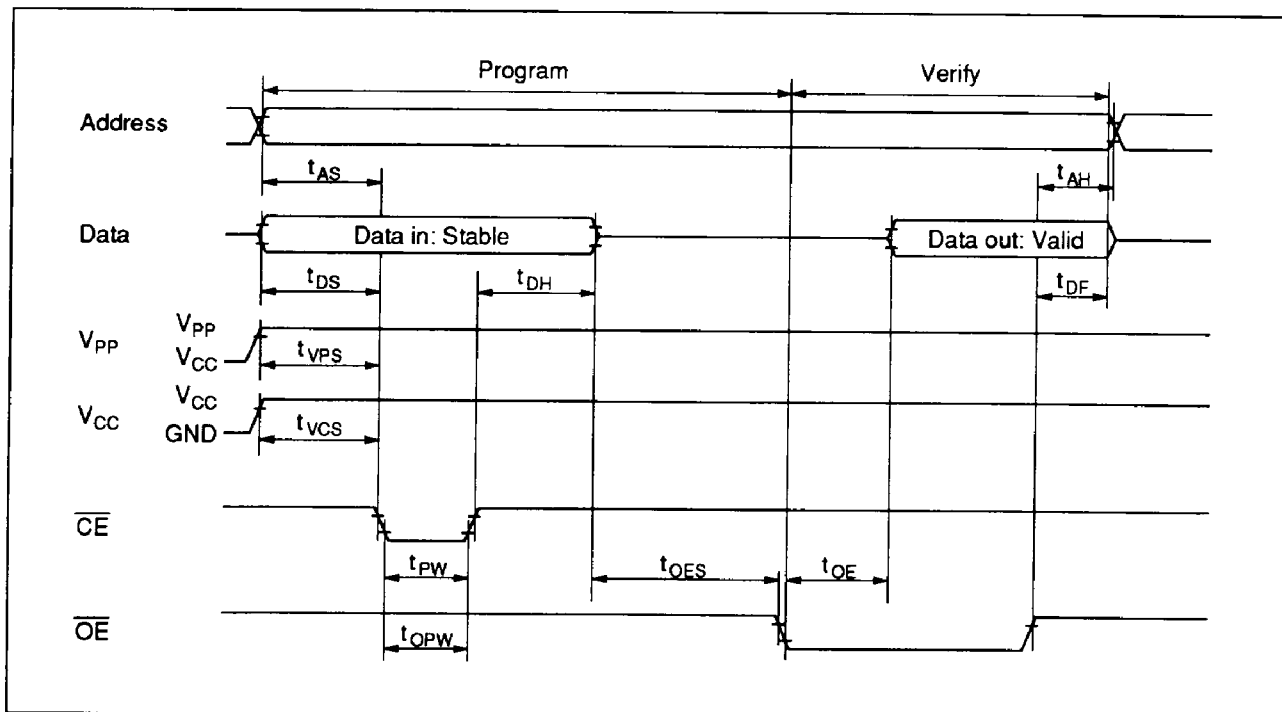 Program
Verify
Address
tAS
tAH
Data
Data in: Stable
Data out: Valid
tDS
tDH
tDF
VPP
VPP
VCC
tVPS
VCC
VCC
GND
tVCS
CE
tPW
tOES
tOE
OE
tOPW